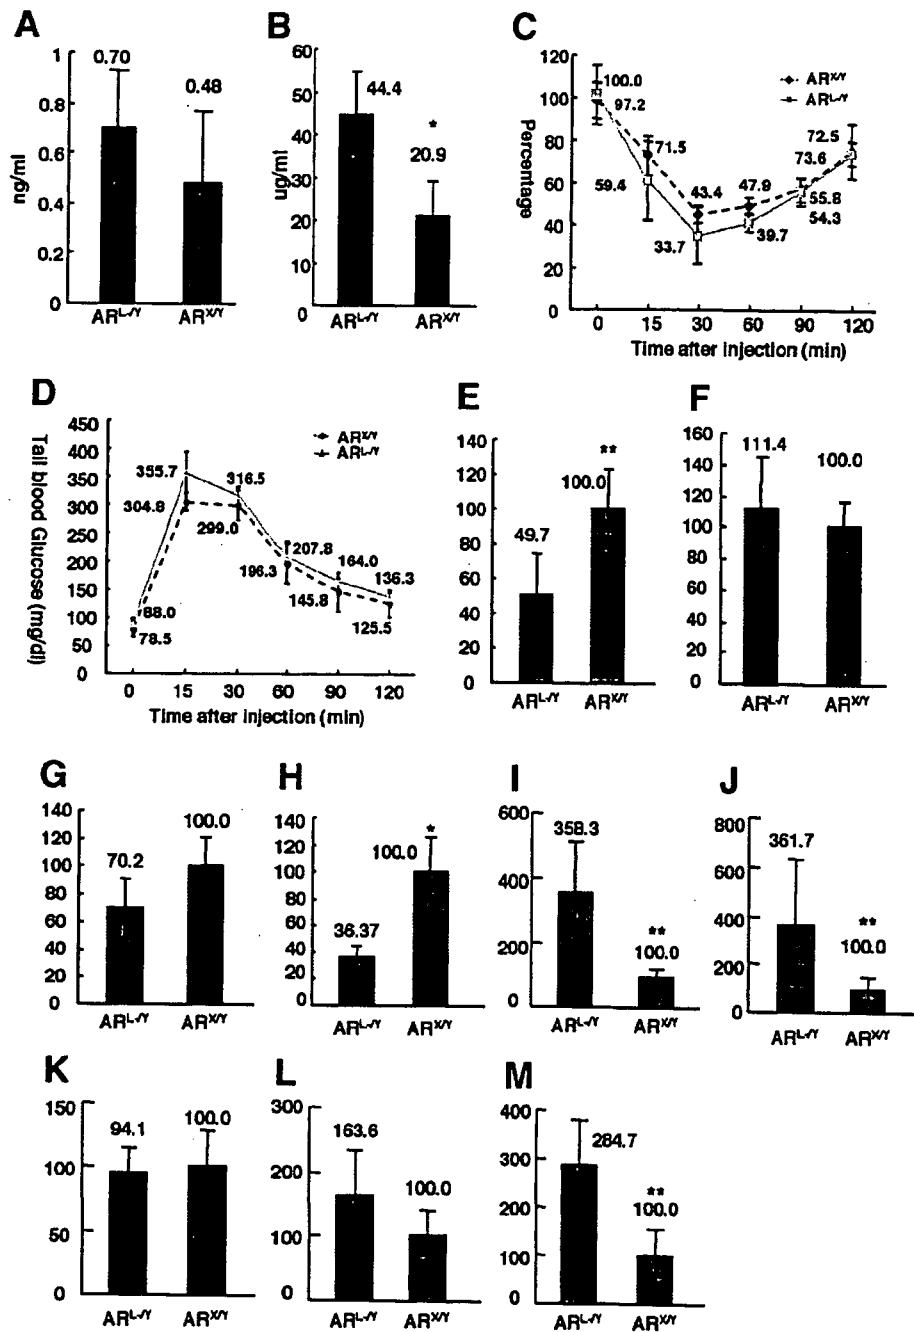 A
ng/ml
1
0.8
0.6
0.4
0.2
0
0.70
0.48
AR^L-/Y
AR^X/Y
B
ug/ml
60
50
40
30
20
10
0
44.4
*
20.9
AR^L-/Y
AR^X/Y
C
Percentage
120
100
80
60
40
20
0
AR^X/Y
AR^L-/Y
100.0
97.2
71.5
59.4
43.4
33.7
47.9
39.7
73.6
55.8
54.3
72.5
0 15 30 60 90 120
Time after injection (min)
D
Tail blood Glucose (mg/dl)
450
400
350
300
250
200
150
100
50
0
AR^X/Y
AR^L-/Y
355.7
304.8
316.5
299.0
207.8
196.3
164.0
145.8
136.3
125.5
88.0
78.5
0 15 30 60 90 120
Time after injection (min)
E
140
120
100
80
60
40
20
0
49.7
**
100.0
AR^L-/Y
AR^X/Y
F
160
140
120
100
80
60
40
20
0
111.4
100.0
AR^L-/Y
AR^X/Y
G
140
120
100
80
60
40
20
0
70.2
100.0
AR^L-/Y
AR^X/Y
H
140
120
100
80
60
40
20
0
36.37
*
100.0
AR^L-/Y
AR^X/Y
I
600
400
200
0
358.3
**
100.0
AR^L-/Y
AR^X/Y
J
800
600
400
200
0
361.7
**
100.0
AR^L-/Y
AR^X/Y
K
150
100
50
0
94.1
100.0
AR^L-/Y
AR^X/Y
L
300
200
100
0
163.6
100.0
AR^L-/Y
AR^X/Y
M
400
300
200
100
0
284.7
**
100.0
AR^L-/Y
AR^X/Y